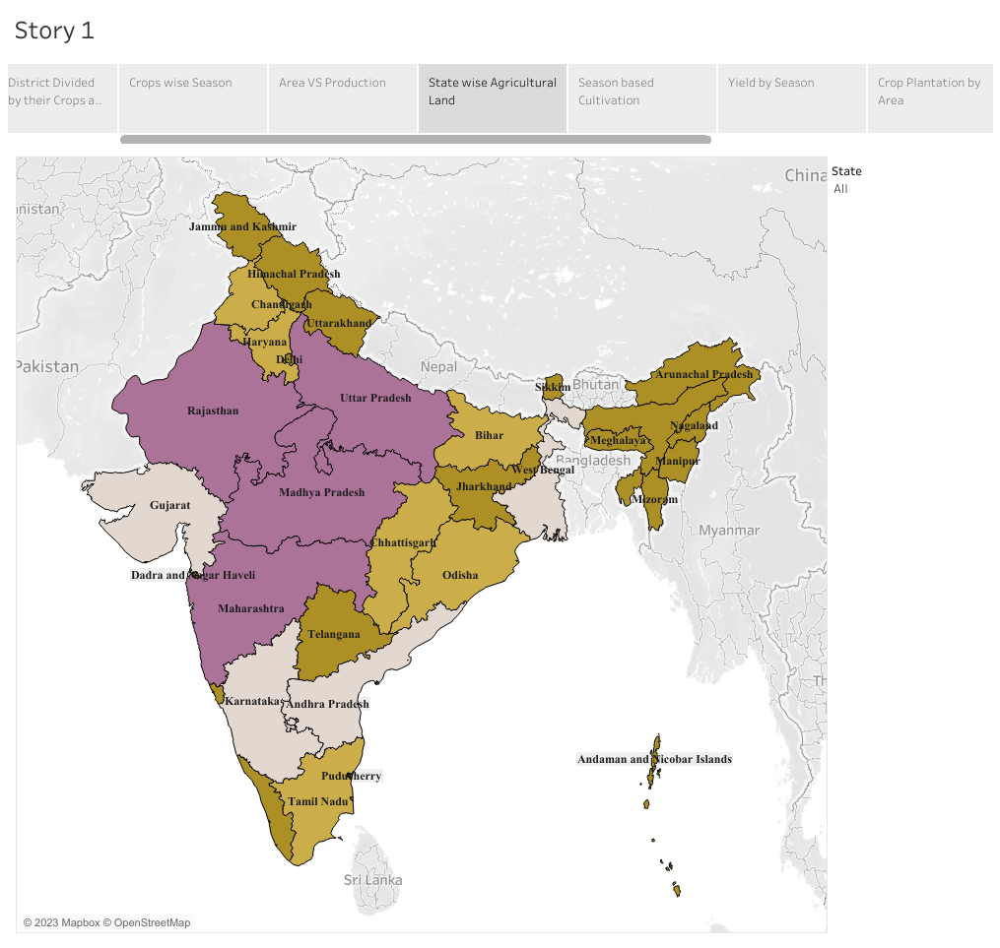 Story 1
District Divided
by their Crops a..
Crops wise Season
Area VS Production
State wise Agricultural
Land
Season based
Cultivation
Yield by Season
Crop Plantation by
Area
State
All
China
nistan
Jammu and Kashmir
Himachal Pradesh
Chandigarh
Uttarakhand
Haryana
Delhi
Pakistan
Nepal
Sikkim
Bhutan
Arunachal Pradesh
Rajasthan
Uttar Pradesh
Bihar
Nagaland
Meghalaya
Manipur
Bangladesh
West Bengal
Jharkhand
Madhya Pradesh
Mizoram
Gujarat
Myanmar
Chhattisgarh
Dadra and Nagar Haveli
Odisha
Maharashtra
Telangana
Th
Karnataka
Andhra Pradesh
Andaman and Nicobar Islands
Puducherry
Tamil Nadu
Sri Lanka
© 2023 Mapbox © OpenStreetMap